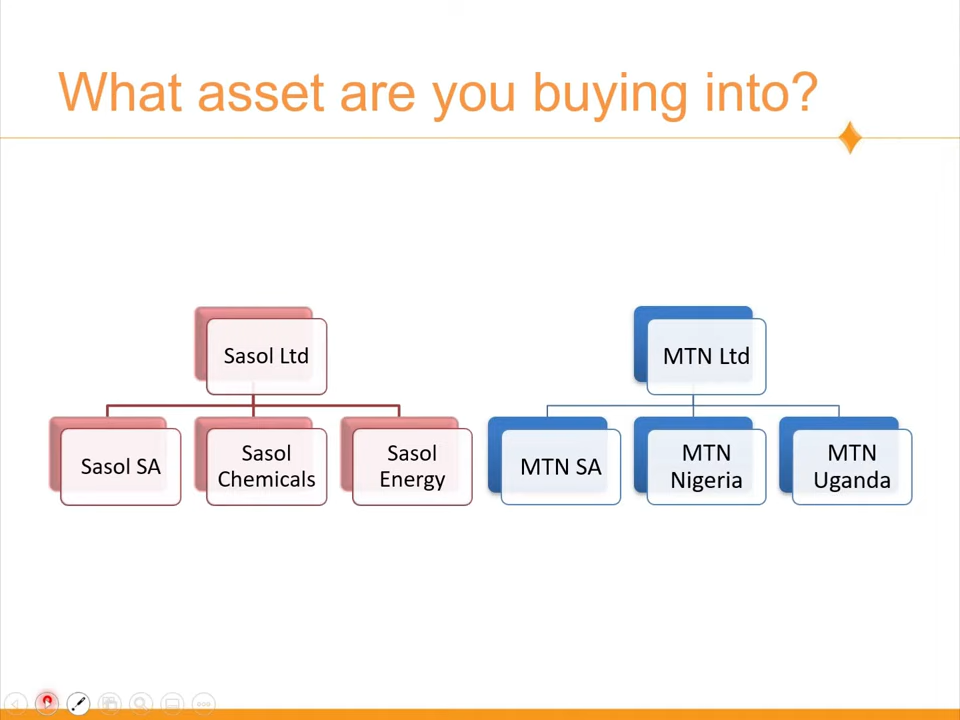 What asset are you buying into?
Sasol Ltd
Sasol SA
Sasol
Chemicals
Sasol
Energy
MTN Ltd
MTN SA
MTN
Nigeria
MTN
Uganda